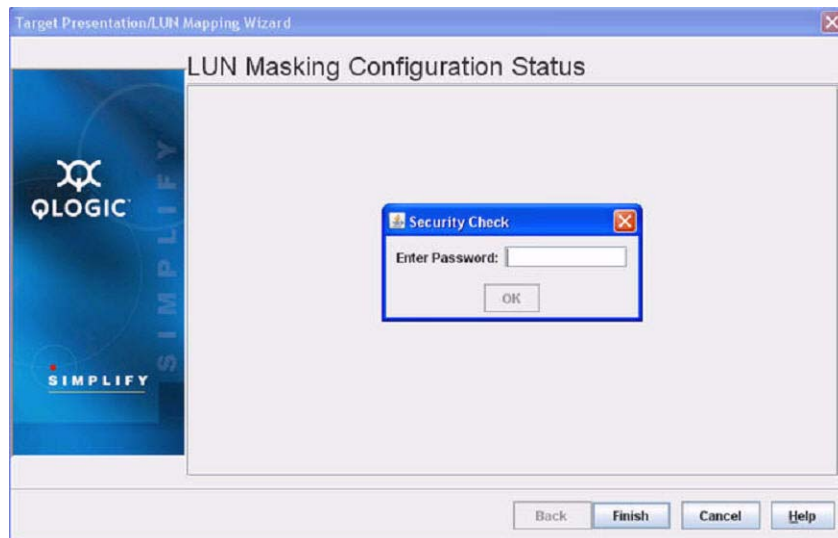 Target Presentation/LUN Mapping Wizard
LUN Masking Configuration Status
QLOGIC
SIMPLIFY
SIMPLIFY
Security Check
Enter Password:
OK
Back Finish Cancel Help